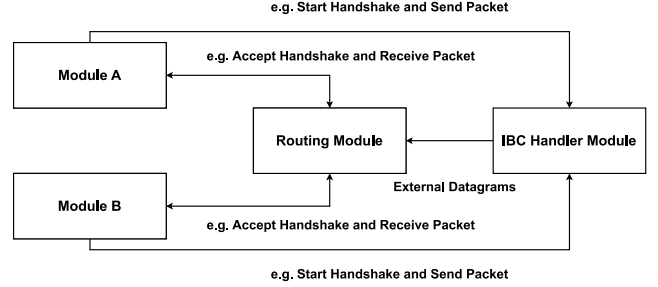 e.g. Start Handshake and Send Packet
e.g. Accept Handshake and Receive Packet
Module A
Routing Module
IBC Handler Module
External Datagrams
Module B
e.g. Accept Handshake and Receive Packet
e.g. Start Handshake and Send Packet